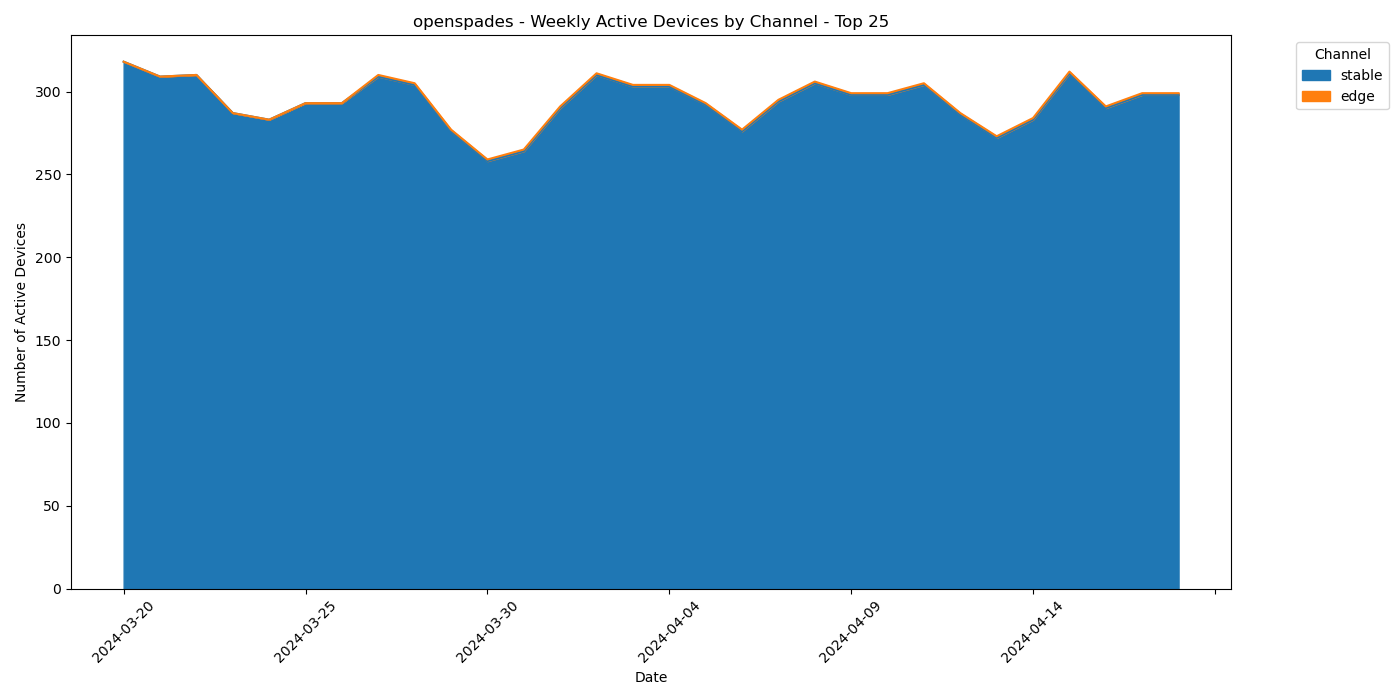 openspades - Weekly Active Devices by Channel - Top 25
Channel
stable
edge
Number of Active Devices
300
250
200
150
100
50
0
2024-03-20
2024-03-25
2024-03-30
2024-04-04
2024-04-09
2024-04-14
Date